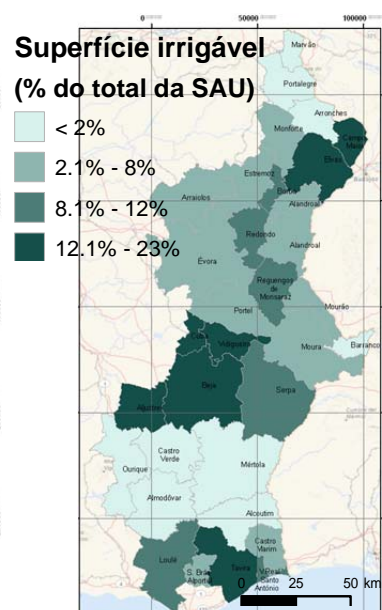 0
50000
100000
Superfície irrigável
(% do total da SAU)
< 2%
2.1% - 8%
8.1% - 12%
12.1% - 23%
Marvão
Portalegre
Arronches
Monforte
Campo Maior
Elvas
Estremoz
Borba
Arraiolos
Alandroal
Redondo
Alandroal
Évora
Reguengos
de
Monsaraz
Portel
Mourão
Cuba
Vidigueira
Moura
Barranco
Beja
Serpa
Aljustrel
Castro
Verde
Ourique
Mértola
Almodôvar
Alcoutim
Castro
Marim
Loulé
S. Brás
Alportel
Tavira
V.Real
Santo
António
0 25 50 km